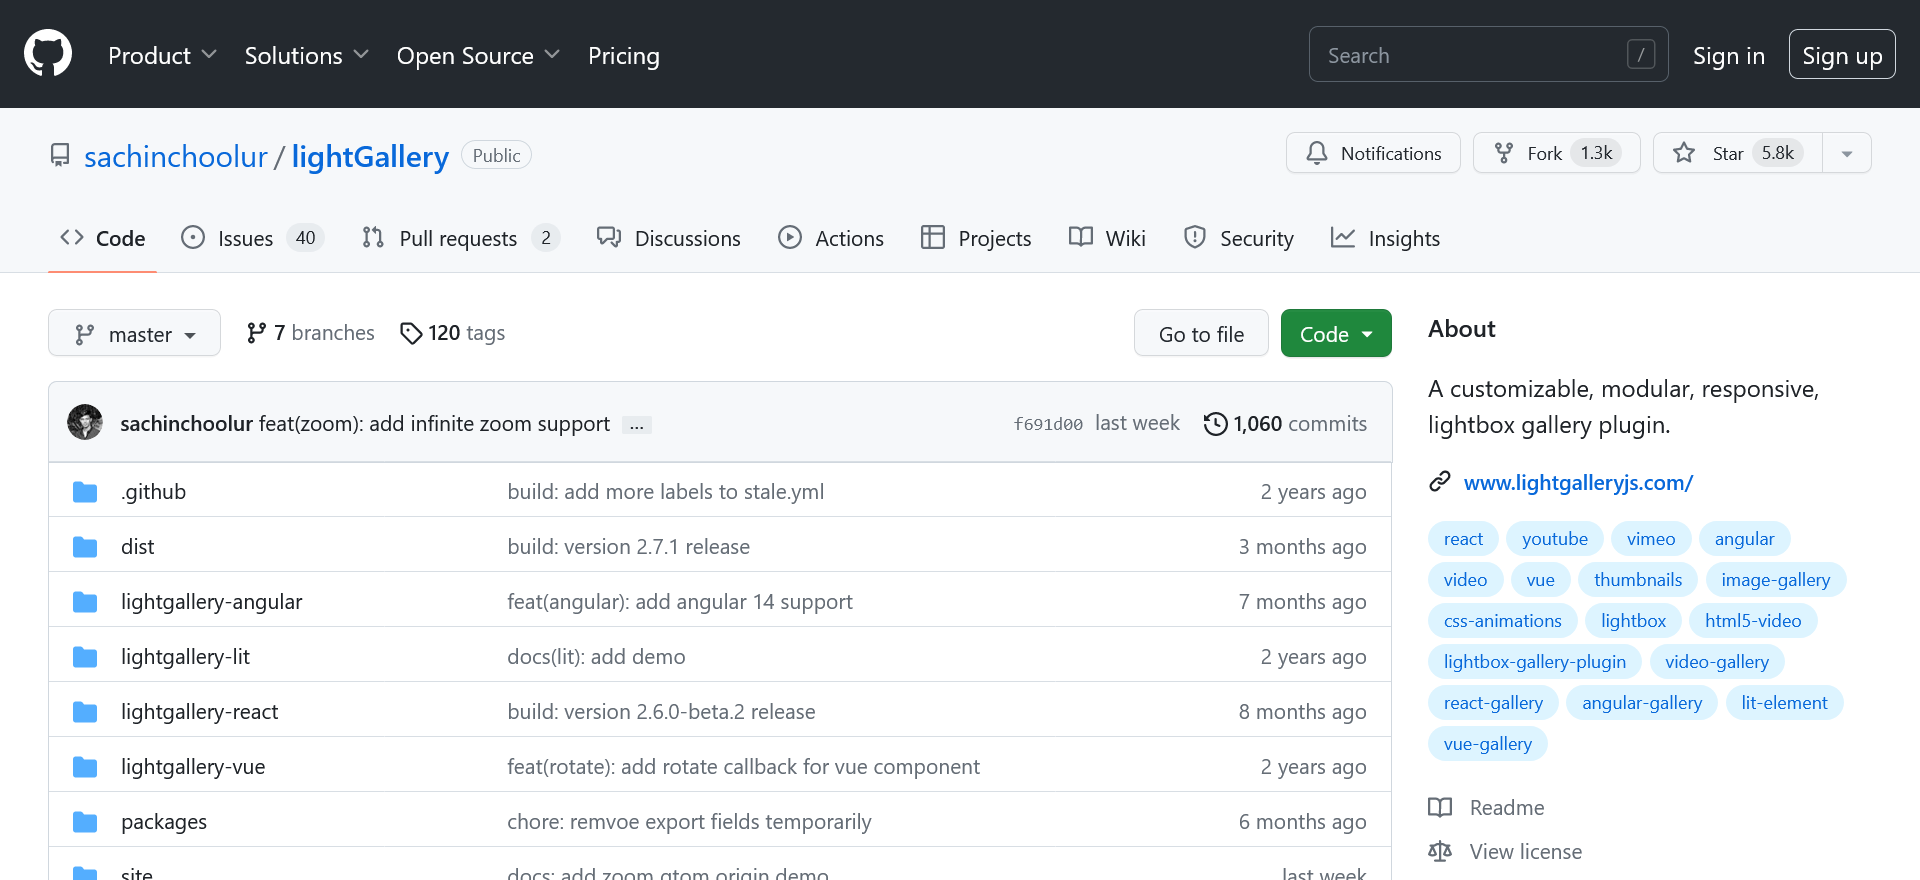 Product Solutions Open Source Pricing Search / Sign in Sign up
sachinchoolur / lightGallery Public Notifications Fork 1.3k Star 5.8k
Code Issues 40 Pull requests 2 Discussions Actions Projects Wiki Security Insights
master 7 branches 120 tags Go to file Code
sachinchoolur feat(zoom): add infinite zoom support ... f691d00 last week 1,060 commits
.github build: add more labels to stale.yml 2 years ago
dist build: version 2.7.1 release 3 months ago
lightgallery-angular feat(angular): add angular 14 support 7 months ago
lightgallery-lit docs(lit): add demo 2 years ago
lightgallery-react build: version 2.6.0-beta.2 release 8 months ago
lightgallery-vue feat(rotate): add rotate callback for vue component 2 years ago
packages chore: remvoe export fields temporarily 6 months ago
site docs: add zoom qtom origin demo last week
About
A customizable, modular, responsive,
lightbox gallery plugin.
www.lightgalleryjs.com/
react youtube vimeo angular
video vue thumbnails image-gallery
css-animations lightbox html5-video
lightbox-gallery-plugin video-gallery
react-gallery angular-gallery lit-element
vue-gallery
Readme
View license